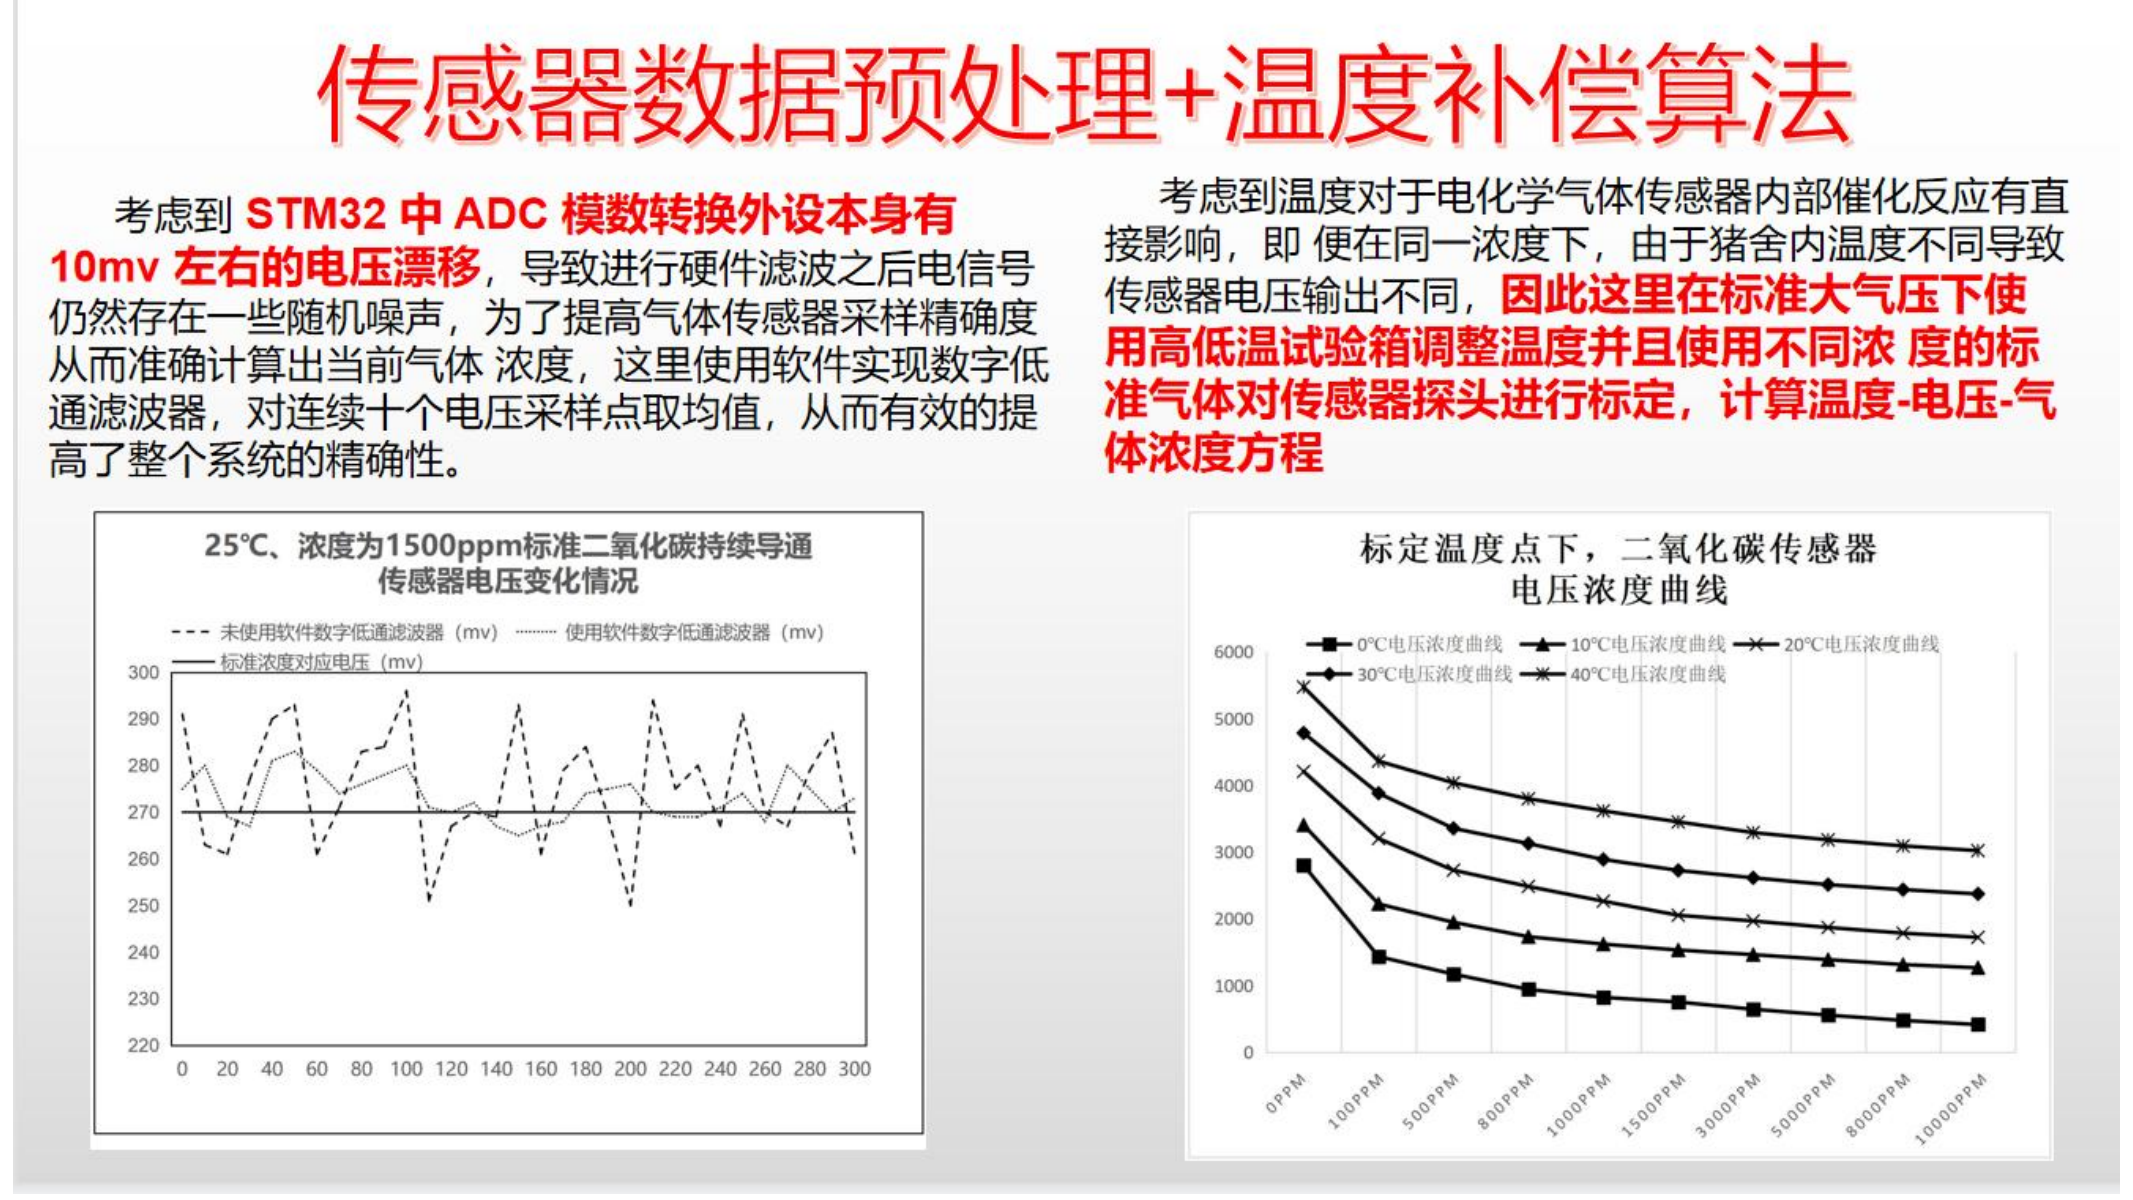 传感器数据预处理+温度补偿算法
考虑到 STM32 中 ADC 模数转换外设本身有
10mv 左右的电压漂移，导致进行硬件滤波之后电信号
仍然存在一些随机噪声，为了提高气体传感器采样精确度
从而准确计算出当前气体 浓度，这里使用软件实现数字低
通滤波器，对连续十个电压采样点取均值，从而有效的提
高了整个系统的精确性。
考虑到温度对于电化学气体传感器内部催化反应有直
接影响，即 便在同一浓度下，由于猪舍内温度不同导致
传感器电压输出不同，因此这里在标准大气压下使
用高低温试验箱调整温度并且使用不同浓 度的标
准气体对传感器探头进行标定，计算温度-电压-气
体浓度方程
25℃、浓度为1500ppm标准二氧化碳持续导通
传感器电压变化情况
未使用软件数字低通滤波器（mv） 使用软件数字低通滤波器（mv）
标准浓度对应电压（mv）
300
290
280
270
260
250
240
230
220
0 20 40 60 80 100 120 140 160 180 200 220 240 260 280 300
标定温度点下，二氧化碳传感器
电压浓度曲线
0℃电压浓度曲线 10℃电压浓度曲线 20℃电压浓度曲线
30℃电压浓度曲线 40℃电压浓度曲线
6000
5000
4000
3000
2000
1000
0
0PPM 100PPM 500PPM 800PPM 1000PPM 1500PPM 3000PPM 5000PPM 8000PPM 10000PPM